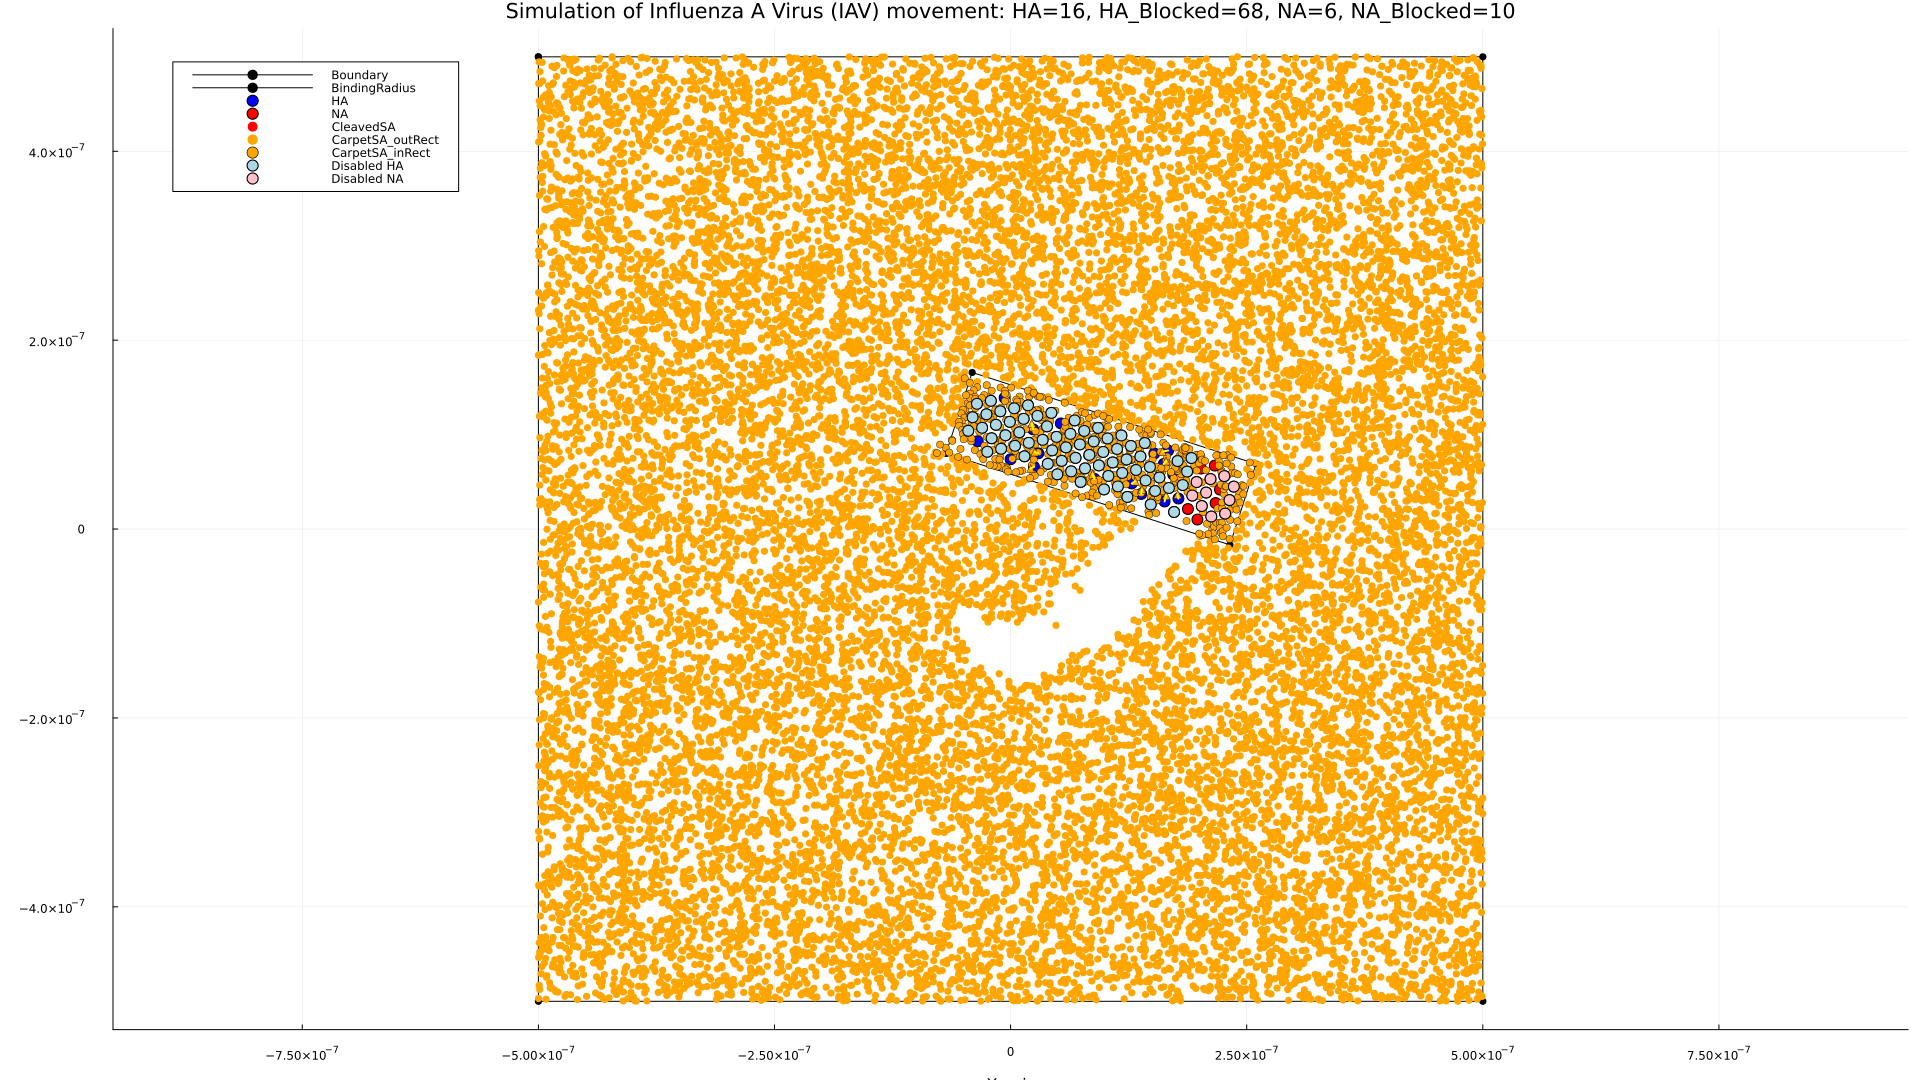 Simulation of Influenza A Virus (IAV) movement: HA=16, HA_Blocked=68, NA=6, NA_Blocked=10
Boundary
BindingRadius
HA
NA
CleavedSA
CarpetSA_outRect
CarpetSA_inRect
Disabled HA
Disabled NA
4.0×10⁻⁷
2.0×10⁻⁷
0
−2.0×10⁻⁷
−4.0×10⁻⁷
−7.50×10⁻⁷ −5.00×10⁻⁷ −2.50×10⁻⁷ 0 2.50×10⁻⁷ 5.00×10⁻⁷ 7.50×10⁻⁷